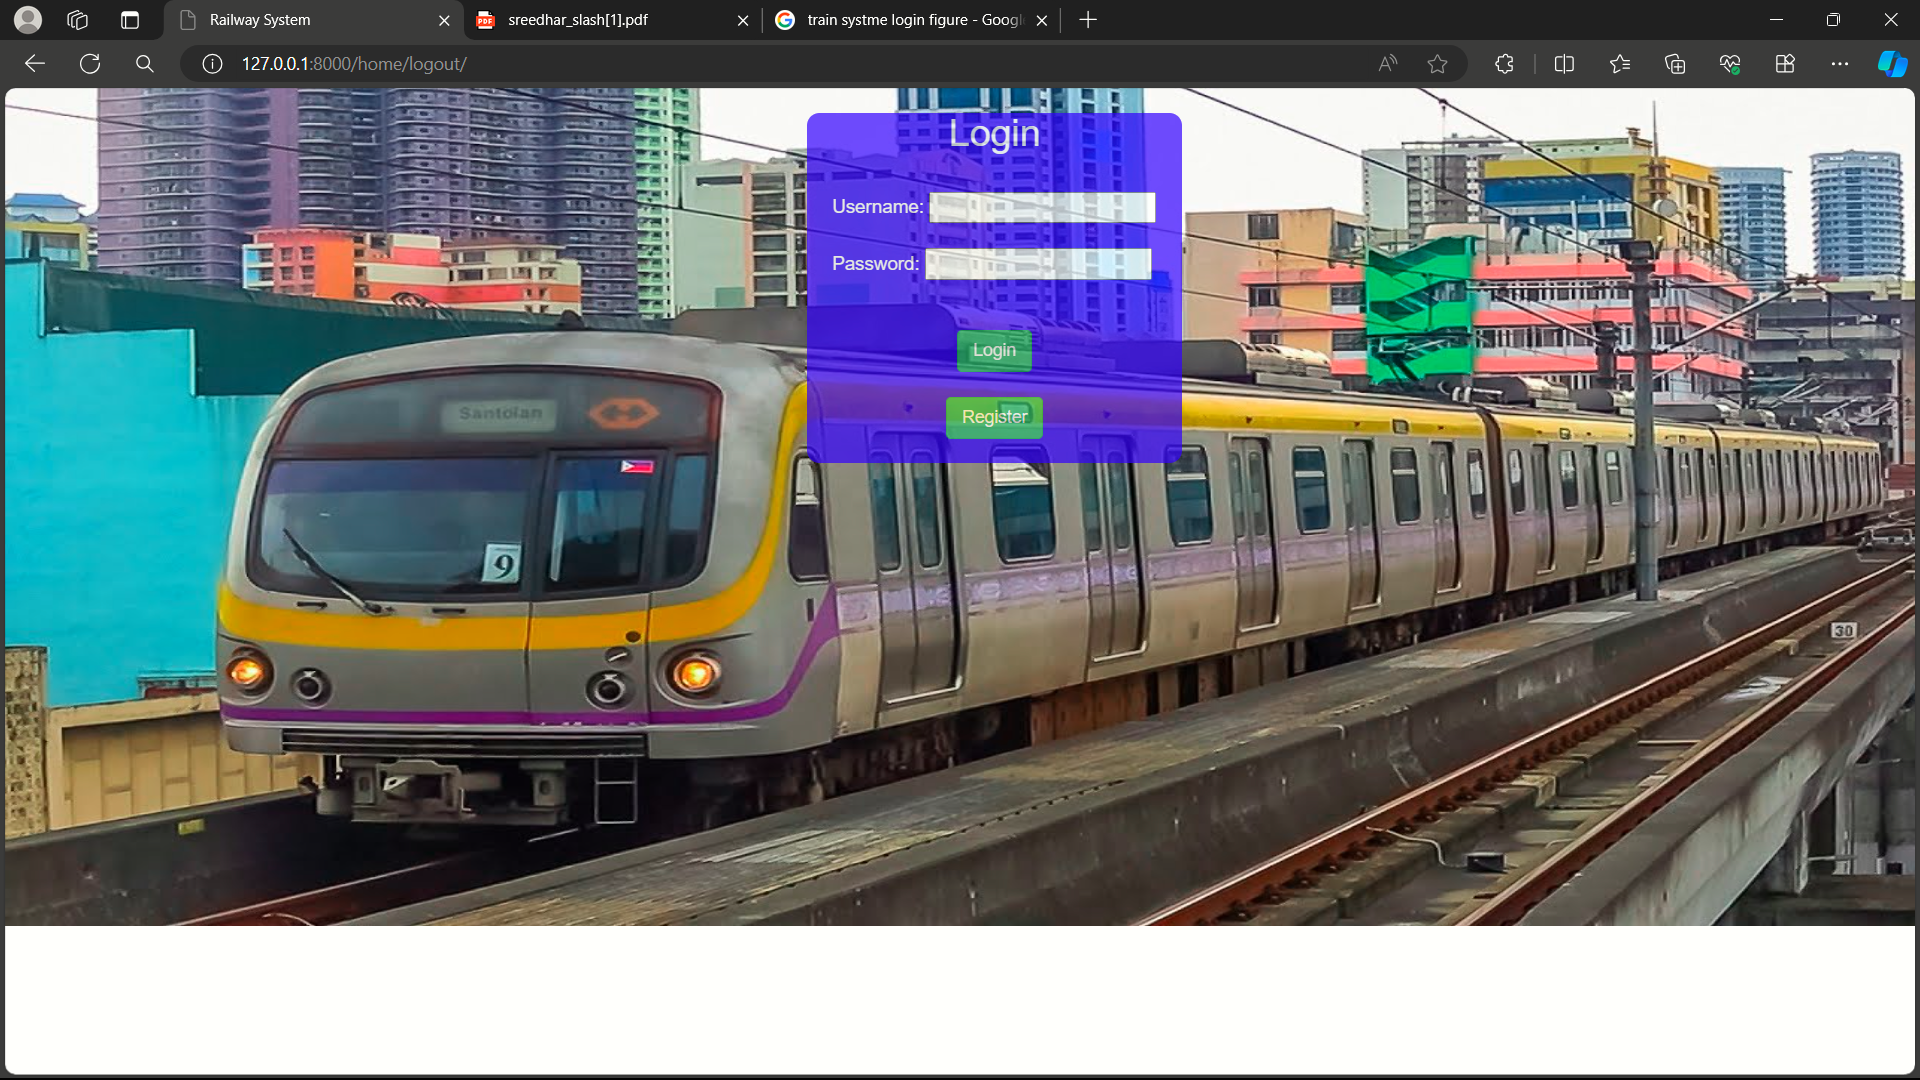 Railway System
sreedhar_slash[1].pdf
train systme login figure - Googl
127.0.0.1:8000/home/logout/
Login
Username:
Password:
Login
Register
Santolan
9
30